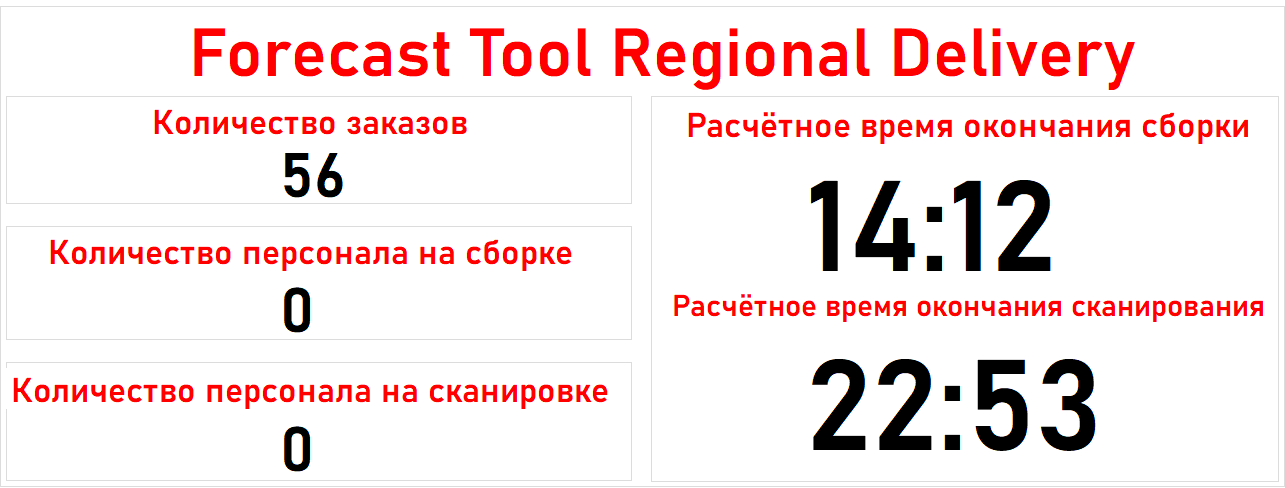 Forecast Tool Regional Delivery
Количество заказов
56
Количество персонала на сборке
0
Количество персонала на сканировке
0
Расчётное время окончания сборки
14:12
Расчётное время окончания сканирования
22:53